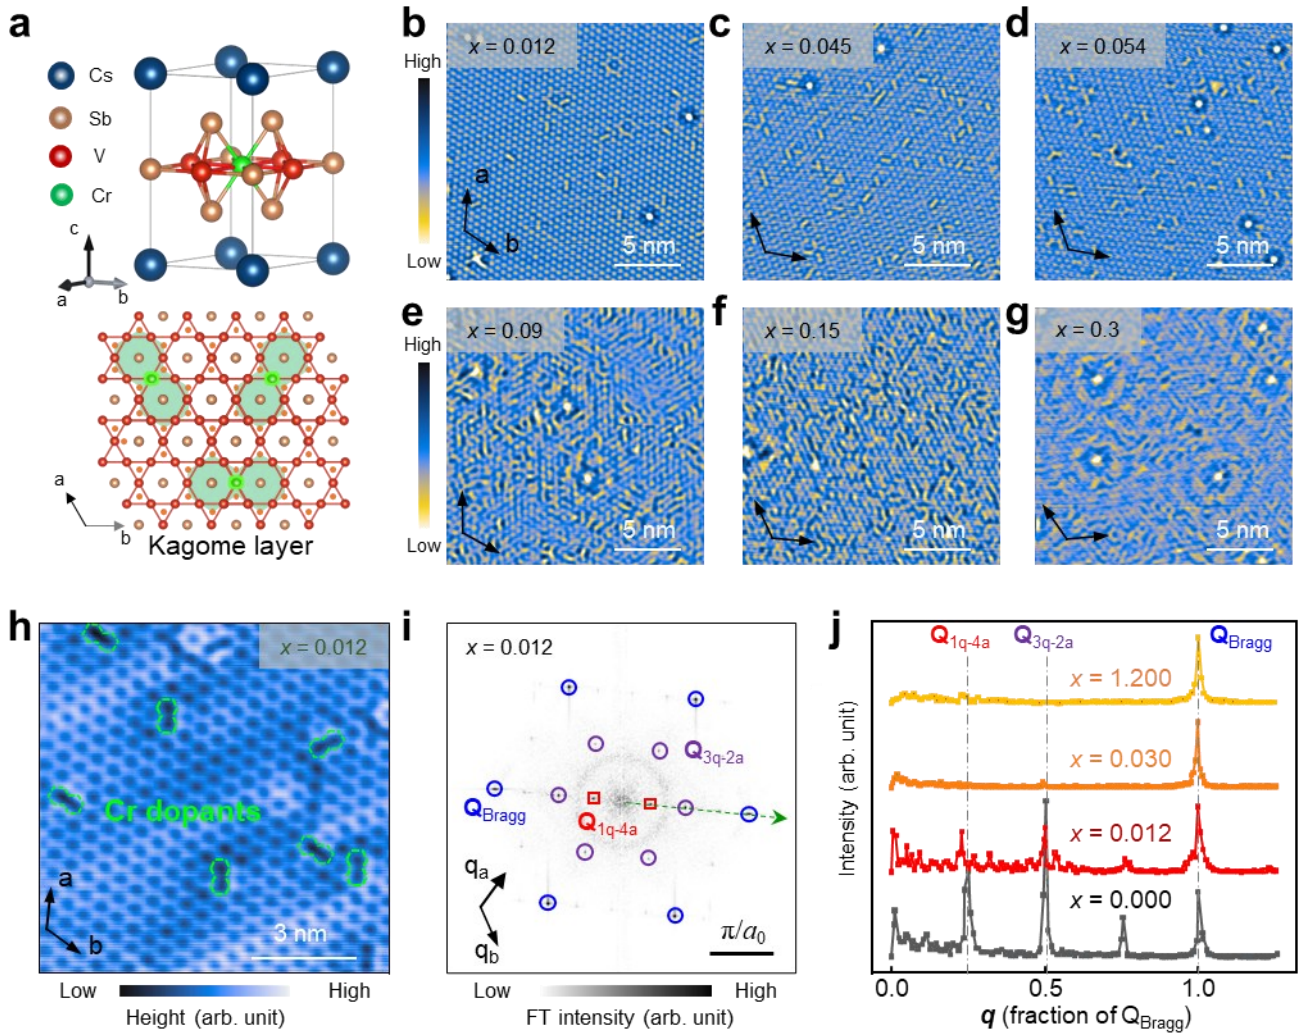 a
Cs
Sb
V
Cr
c
a
b
a
b
Kagome layer
b
x = 0.012
High
Low
a
b
5 nm
c
x = 0.045
5 nm
d
x = 0.054
5 nm
e
x = 0.09
High
Low
5 nm
f
x = 0.15
5 nm
g
x = 0.3
5 nm
h
x = 0.012
Cr dopants
a
b
3 nm
Low High
Height (arb. unit)
i
x = 0.012
Q3q-2a
QBragg
Q1q-4a
qa
qb
π/a0
Low High
FT intensity (arb. unit)
j
Q1q-4a Q3q-2a QBragg
x = 1.200
x = 0.030
x = 0.012
x = 0.000
Intensity (arb. unit)
0.0 0.5 1.0
q (fraction of QBragg)